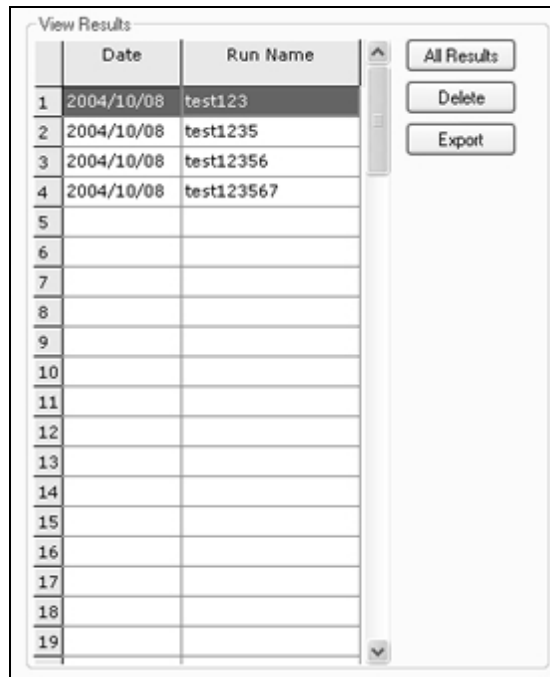 View Results
Date Run Name
1 2004/10/08 test123
2 2004/10/08 test1235
3 2004/10/08 test12356
4 2004/10/08 test123567
5
6
7
8
9
10
11
12
13
14
15
16
17
18
19
All Results
Delete
Export